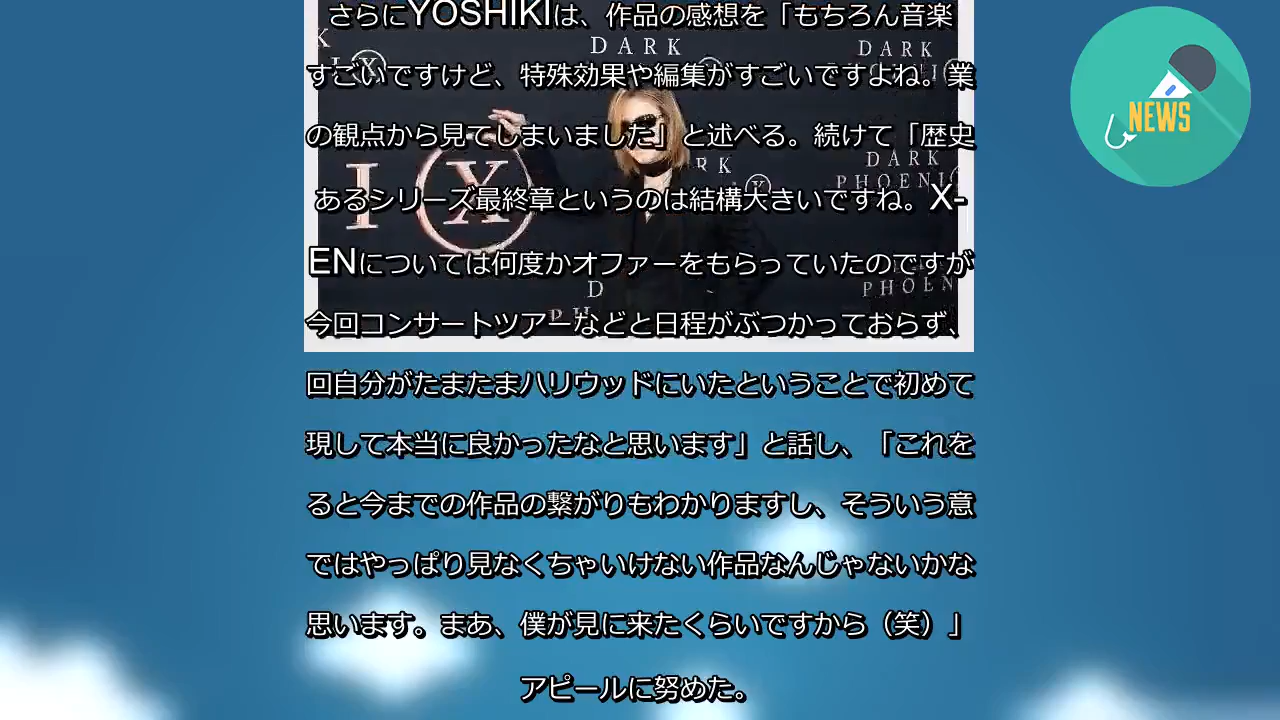 さらにYOSHIKIは、作品の感想を「もちろん音楽
すごいですけど、特殊効果や編集がすごいですよね。業
の観点から見てしまいました」と述べる。続けて「歴史
あるシリーズ最終章というのは結構大きいですね。X-
ENについては何度かオファーをもらっていたのですが
今回コンサートツアーなどと日程がぶつかっておらず、
回自分がたまたまハリウッドにいたということで初めて
現して本当に良かったなと思います」と話し、「これを
ると今までの作品の繋がりもわかりますし、そういう意
ではやっぱり見なくちゃいけない作品なんじゃないかな
思います。まあ、僕が見に来たくらいですから（笑）」
アピールに努めた。
NEWS
DARK
DARK
I X
DARK
PHOENI
PHOEN